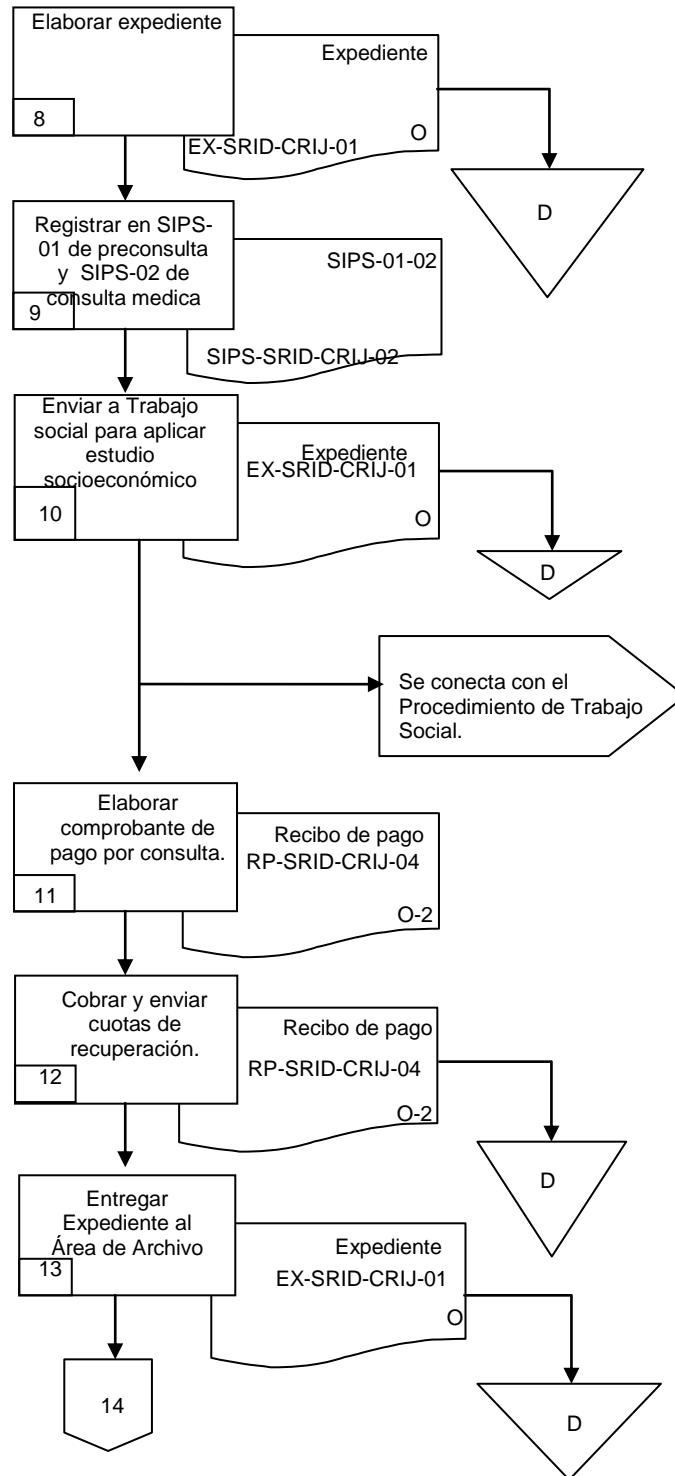 Elaborar expediente
8
Expediente
O
EX-SRID-CRIJ-01
D
Registrar en SIPS-
01 de preconsulta
y SIPS-02 de
consulta medica
9
SIPS-01-02
SIPS-SRID-CRIJ-02
Enviar a Trabajo
social para aplicar
estudio
socioeconómico
10
Expediente
EX-SRID-CRIJ-01
O
D
Se conecta con el
Procedimiento de Trabajo
Social.
Elaborar
comprobante de
pago por consulta.
11
Recibo de pago
RP-SRID-CRIJ-04
O-2
Cobrar y enviar
cuotas de
recuperación.
12
Recibo de pago
RP-SRID-CRIJ-04
O-2
D
Entregar
Expediente al
Área de Archivo
13
Expediente
EX-SRID-CRIJ-01
O
D
14